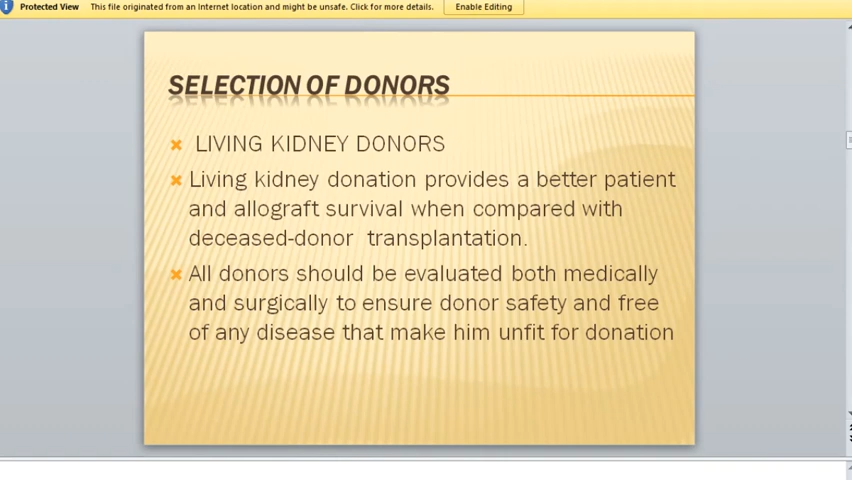 Protected View This file originated from an Internet location and might be unsafe. Click for more details. Enable Editing
SELECTION OF DONORS
LIVING KIDNEY DONORS
Living kidney donation provides a better patient
and allograft survival when compared with
deceased-donor transplantation.
All donors should be evaluated both medically
and surgically to ensure donor safety and free
of any disease that make him unfit for donation